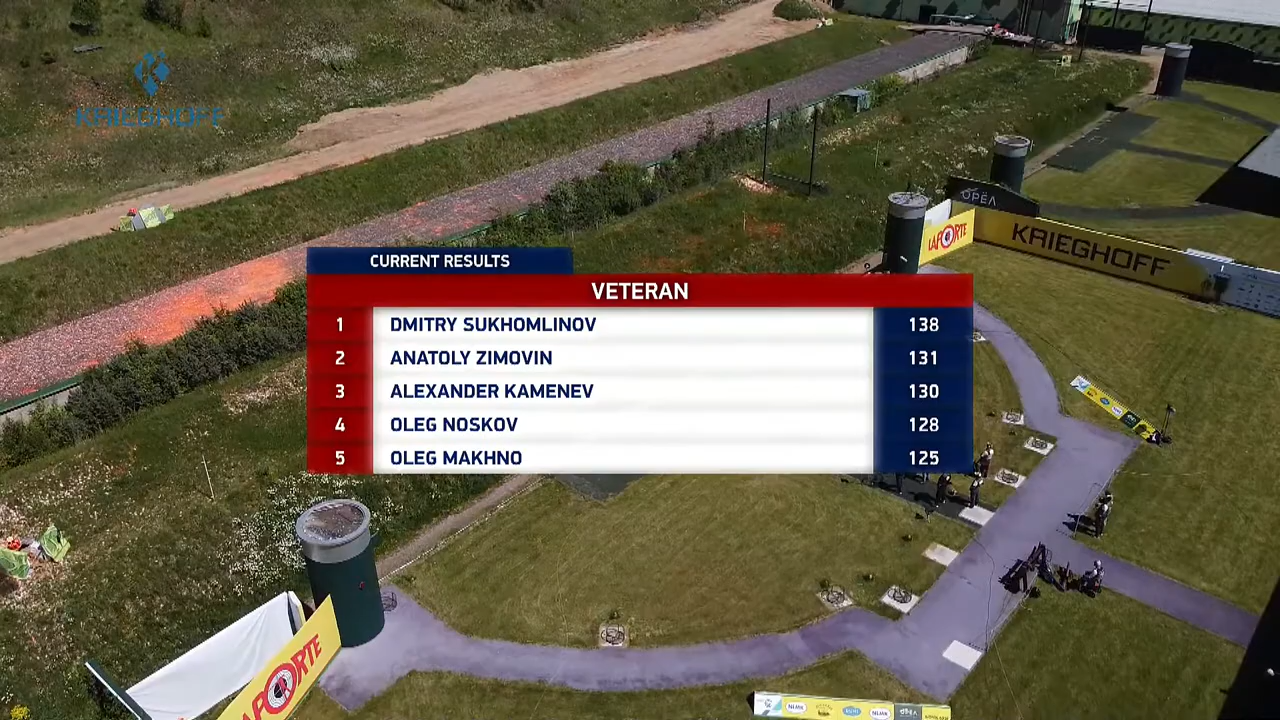 KRIEGHOFF
ОРЁЛ
LAPORTE
KRIEGHOFF
CURRENT RESULTS
VETERAN
1 DMITRY SUKHOMLINOV 138
2 ANATOLY ZIMOVIN 131
3 ALEXANDER KAMENEV 130
4 OLEG NOSKOV 128
5 OLEG MAKHNO 125
LAPORTE